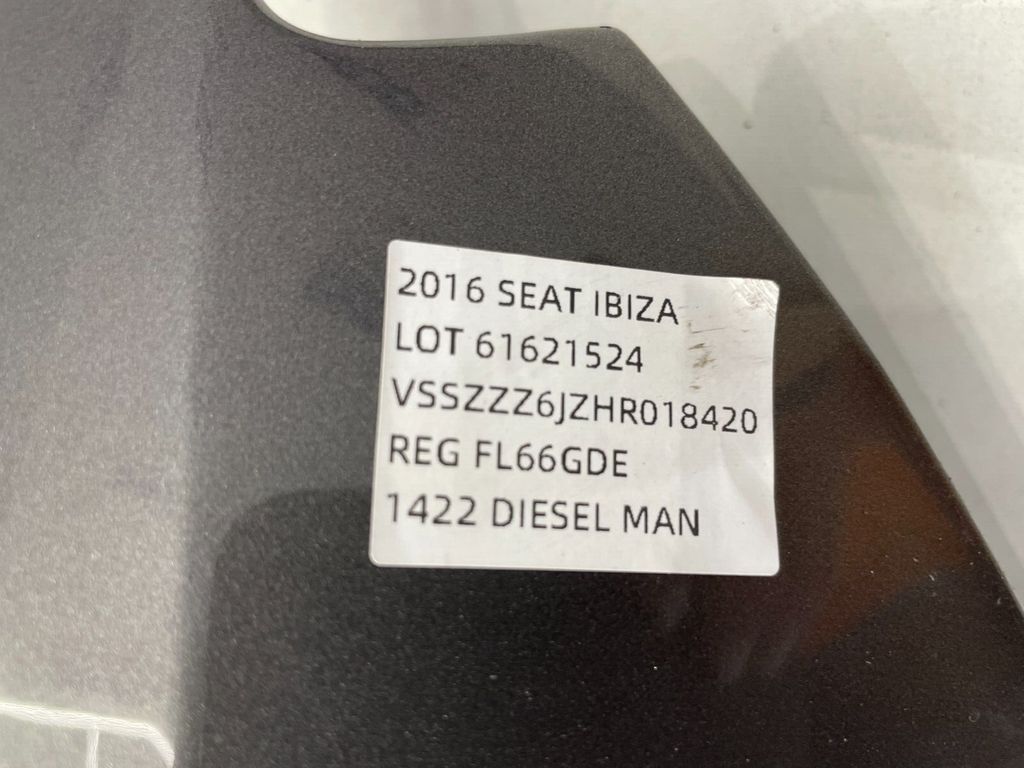 2016 SEAT IBIZA
LOT 61621524
VSSZZZ6JZHR018420
REG FL66GDE
1422 DIESEL MAN